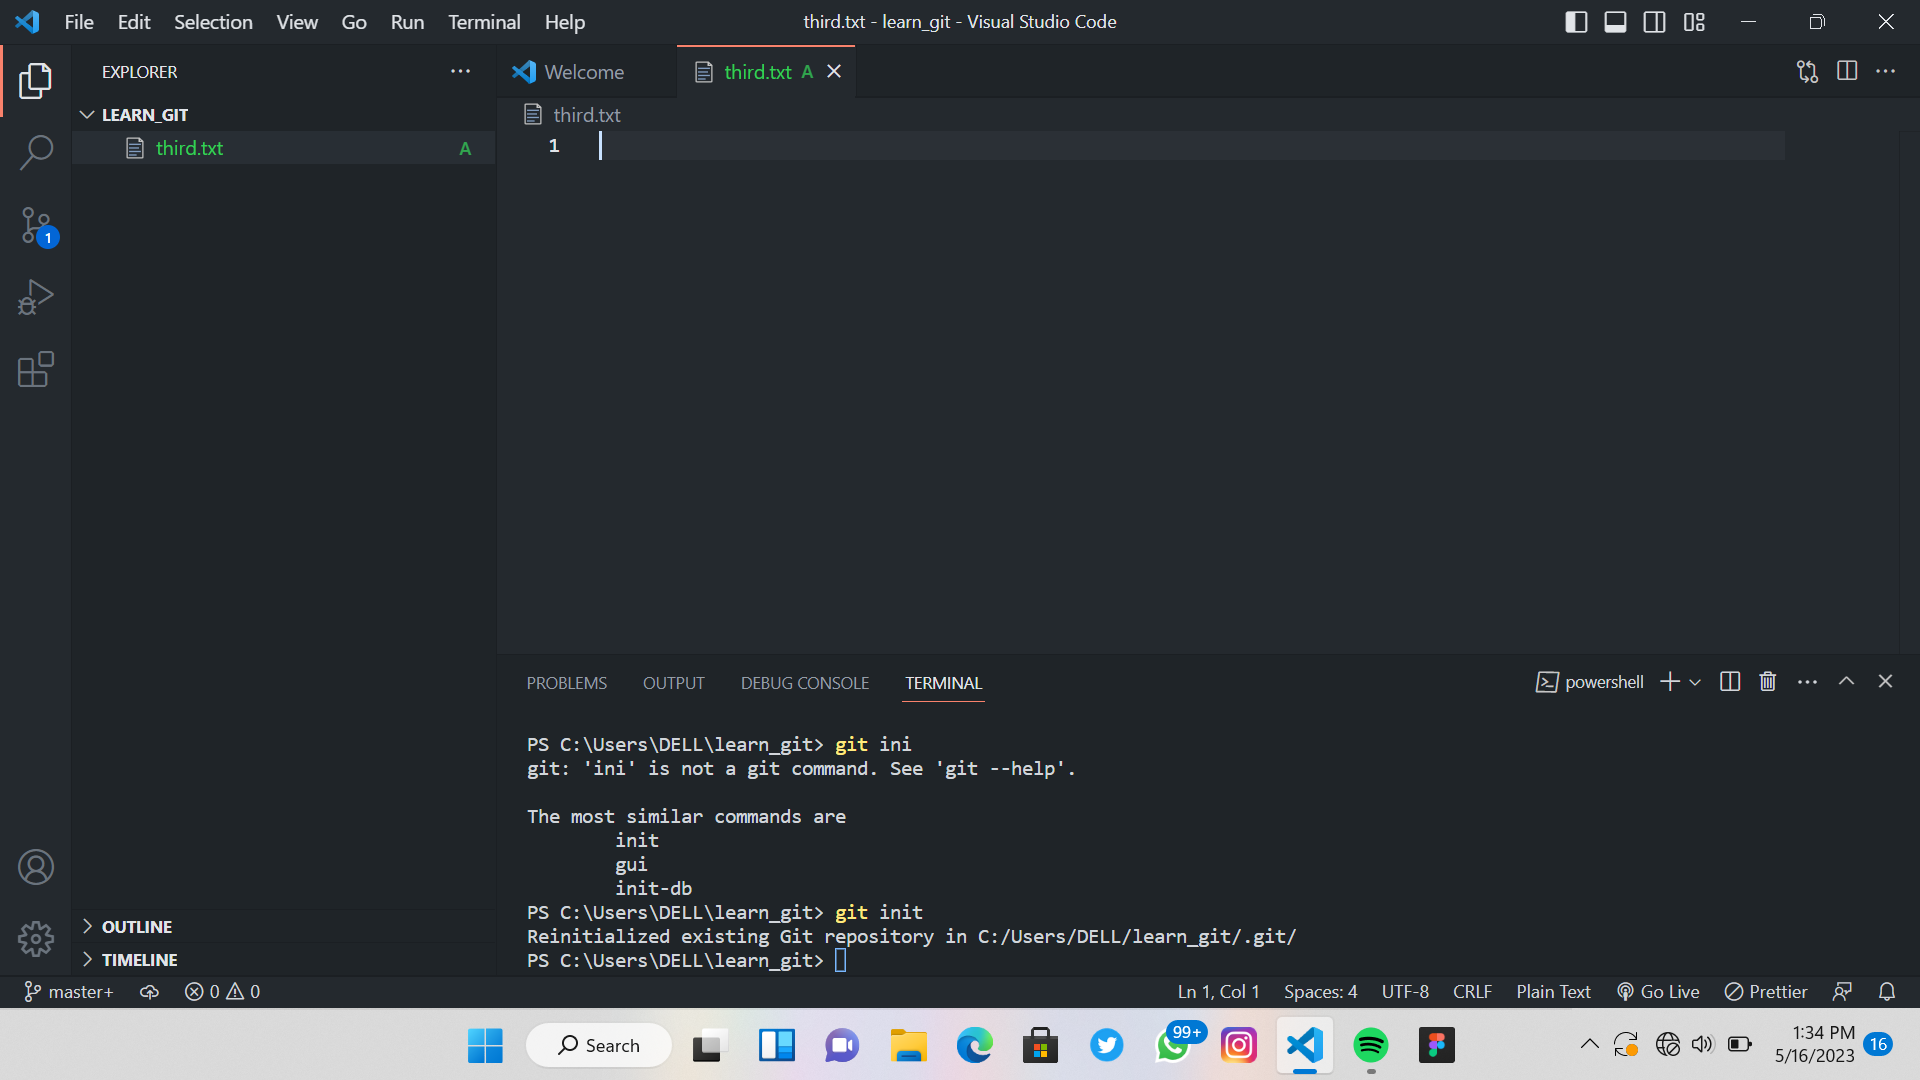 File Edit Selection View Go Run Terminal Help
third.txt - learn_git - Visual Studio Code
EXPLORER
LEARN_GIT
third.txt A
1
OUTLINE
TIMELINE
Welcome
third.txt A
third.txt
1
PROBLEMS OUTPUT DEBUG CONSOLE TERMINAL
powershell
PS C:\Users\DELL\learn_git> git ini
git: 'ini' is not a git command. See 'git --help'.
The most similar commands are
init
gui
init-db
PS C:\Users\DELL\learn_git> git init
Reinitialized existing Git repository in C:/Users/DELL/learn_git/.git/
PS C:\Users\DELL\learn_git>
master+ 0 0
Ln 1, Col 1 Spaces: 4 UTF-8 CRLF Plain Text Go Live Prettier
Search
99+
1:34 PM
5/16/2023
16